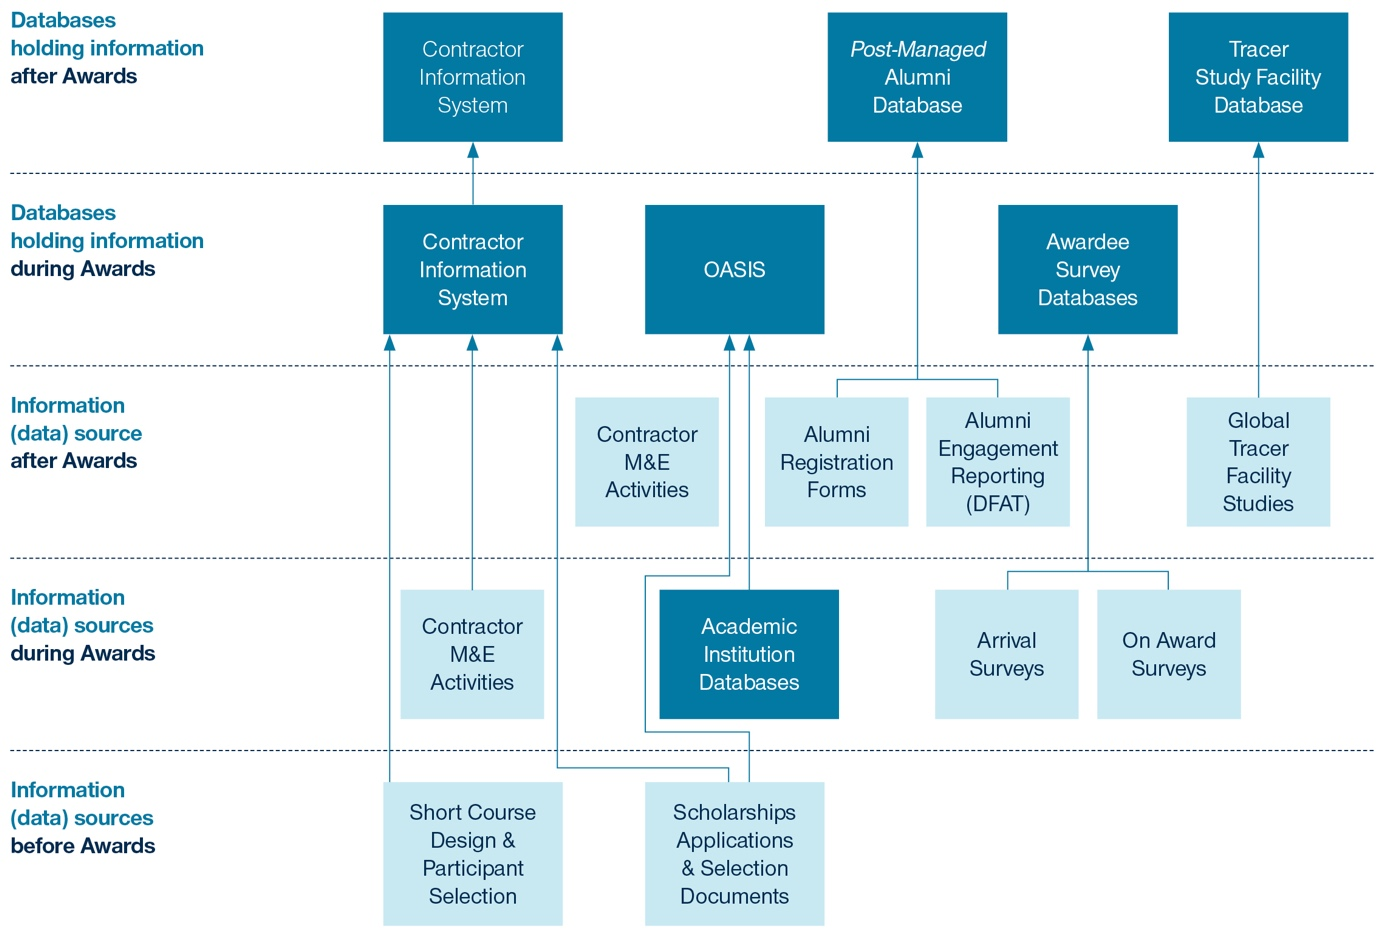 Databases
holding information
after Awards
Contractor
Information
System
Post-Managed
Alumni
Database
Tracer
Study Facility
Database
Databases
holding information
during Awards
Contractor
Information
System
OASIS
Awardee
Survey
Databases
Information
(data) source
after Awards
Contractor
M&E
Activities
Alumni
Registration
Forms
Alumni
Engagement
Reporting
(DFAT)
Global
Tracer
Facility
Studies
Information
(data) sources
during Awards
Contractor
M&E
Activities
Academic
Institution
Databases
Arrival
Surveys
On Award
Surveys
Information
(data) sources
before Awards
Short Course
Design &
Participant
Selection
Scholarships
Applications
& Selection
Documents